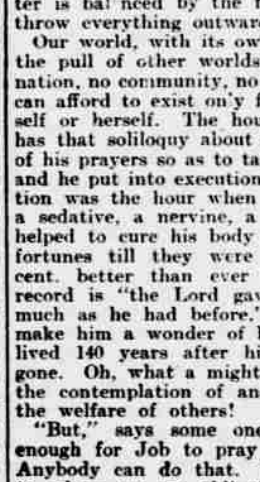 ter is bal nced by the
throw everything outwar
Our world, with its ow
the pull of other worlds
nation, no community, no
can afford to exist on'y f
self or herself. The hou
has that soliloquy about
of his prayers so as to ta
and he put into execution
tion was the hour when
a sedative, a nervine, a
helped to cure his body
fortunes till they were
cent. better than ever
record is "the Lord gav
much as he had before."
make him a wonder of l
lived 140 years after hi
gone. Oh, what a might
the contemplation of an
the welfare of others!
"But," says some one
enough for Job to pray
Anybody can do that.